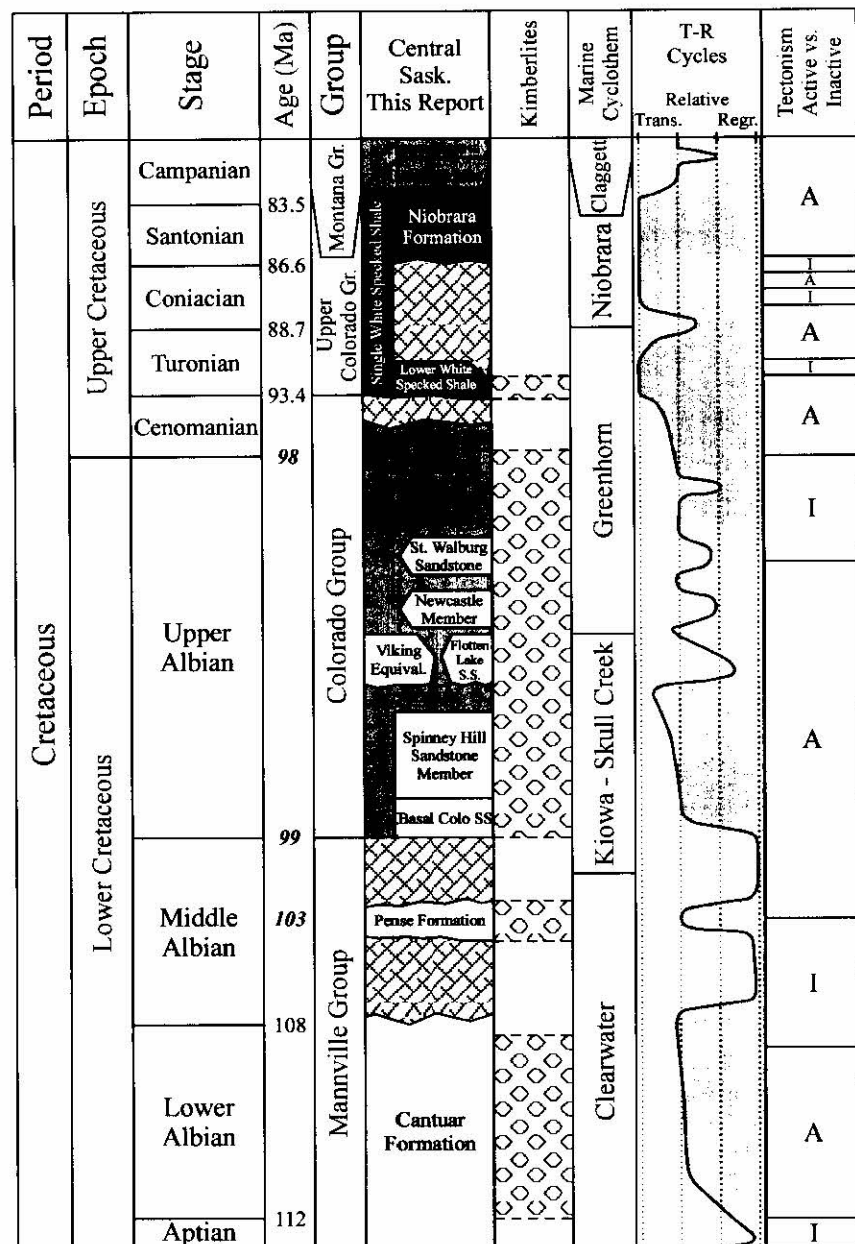 Period
Epoch
Stage
Age (Ma)
Group
Central
Sask.
This Report
Kimberlites
Marine
Cyclothem
T-R
Cycles
Relative
Trans.
Regr.
Tectonism
Active vs.
Inactive
Cretaceous
Upper Cretaceous
Lower Cretaceous
Campanian
83.5
Santonian
86.6
Coniacian
88.7
Turonian
93.4
Cenomanian
98
Upper
Albian
99
Middle
Albian
103
108
Lower
Albian
112
Aptian
Montana Gr.
Upper
Colorado Gr.
Colorado Group
Mannville Group
Single White Specked Shale
Niobrara
Formation
Lower White
Specked Shale
St. Walburg
Sandstone
Newcastle
Member
Viking
Equival.
Flotten
Lake
S.S.
Spinney Hill
Sandstone
Member
Basal Colo SS
Pense Formation
Cantuar
Formation
Claggett
Niobrara
Greenhorn
Kiowa - Skull Creek
Clearwater
A
I
A
I
A
I
A
I
A
I
A
I